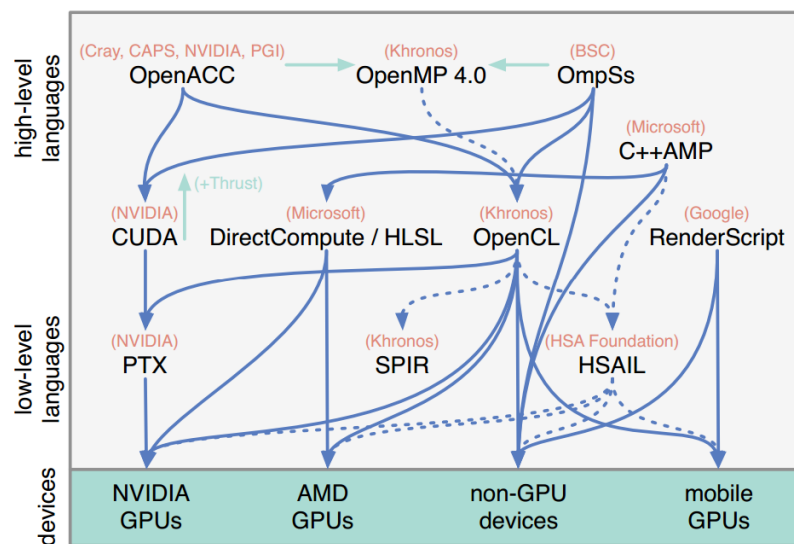 high-level
languages
(Cray, CAPS, NVIDIA, PGI)
OpenACC
(Khronos)
OpenMP 4.0
(BSC)
OmpSs
(Microsoft)
C++AMP
(+Thrust)
(NVIDIA)
CUDA
(Microsoft)
DirectCompute / HLSL
(Khronos)
OpenCL
(Google)
RenderScript
low-level
languages
(NVIDIA)
PTX
(Khronos)
SPIR
(HSA Foundation)
HSAIL
devices
NVIDIA
GPUs
AMD
GPUs
non-GPU
devices
mobile
GPUs